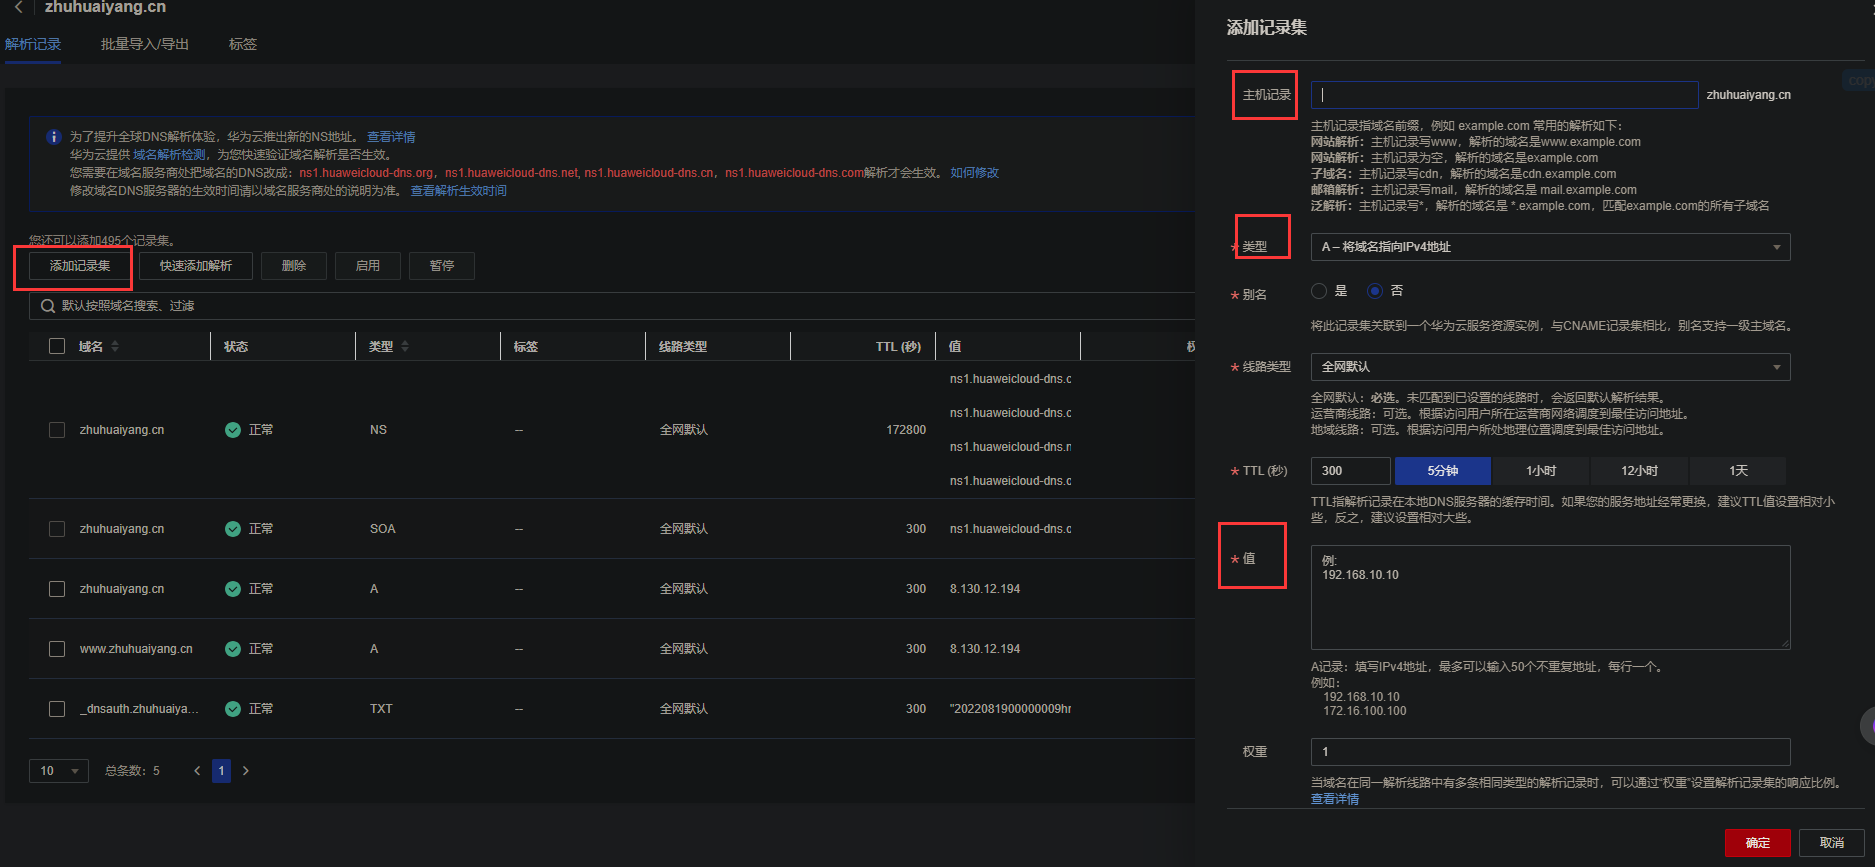 zhuhuaiyang.cn
解析记录 批量导入/导出 标签
为了提升全球DNS解析体验，华为云推出新的NS地址。 查看详情
华为云提供 域名解析检测，为您快速验证域名解析是否生效。
您需要在域名服务商处把域名的DNS改成：ns1.huaweicloud-dns.org，ns1.huaweicloud-dns.net, ns1.huaweicloud-dns.cn，ns1.huaweicloud-dns.com解析才会生效。 如何修改
修改域名DNS服务器的生效时间请以域名服务商处的说明为准。 查看解析生效时间
您还可以添加495个记录集。
添加记录集 快速添加解析 删除 启用 暂停
默认按照域名搜索、过滤
域名 状态 类型 标签 线路类型 TTL (秒) 值 权
ns1.huaweicloud-dns.c
ns1.huaweicloud-dns.c
zhuhuaiyang.cn 正常 NS -- 全网默认 172800
ns1.huaweicloud-dns.n
ns1.huaweicloud-dns.c
zhuhuaiyang.cn 正常 SOA -- 全网默认 300 ns1.huaweicloud-dns.c
zhuhuaiyang.cn 正常 A -- 全网默认 300 8.130.12.194
www.zhuhuaiyang.cn 正常 A -- 全网默认 300 8.130.12.194
_dnsauth.zhuhuaiya... 正常 TXT -- 全网默认 300 "2022081900000009hr
10 总条数：5 1
添加记录集
copy
主机记录 zhuhuaiyang.cn
主机记录指域名前缀，例如 example.com 常用的解析如下：
网站解析：主机记录写www，解析的域名是www.example.com
网站解析：主机记录为空，解析的域名是example.com
子域名：主机记录写cdn，解析的域名是cdn.example.com
邮箱解析：主机记录写mail，解析的域名是 mail.example.com
泛解析：主机记录写*，解析的域名是 *.example.com，匹配example.com的所有子域名
* 类型 A – 将域名指向IPv4地址
* 别名 是 否
将此记录集关联到一个华为云服务资源实例，与CNAME记录集相比，别名支持一级主域名。
* 线路类型 全网默认
全网默认：必选。未匹配到已设置的线路时，会返回默认解析结果。
运营商线路：可选。根据访问用户所在运营商网络调度到最佳访问地址。
地域线路：可选。根据访问用户所处地理位置调度到最佳访问地址。
* TTL (秒) 300 5分钟 1小时 12小时 1天
TTL指解析记录在本地DNS服务器的缓存时间。如果您的服务地址经常更换，建议TTL值设置相对小
些，反之，建议设置相对大些。
* 值 例:
192.168.10.10
A记录：填写IPv4地址，最多可以输入50个不重复地址，每行一个。
例如：
192.168.10.10
172.16.100.100
权重 1
当域名在同一解析线路中有多条相同类型的解析记录时，可以通过“权重”设置解析记录集的响应比例。
查看详情
确定 取消